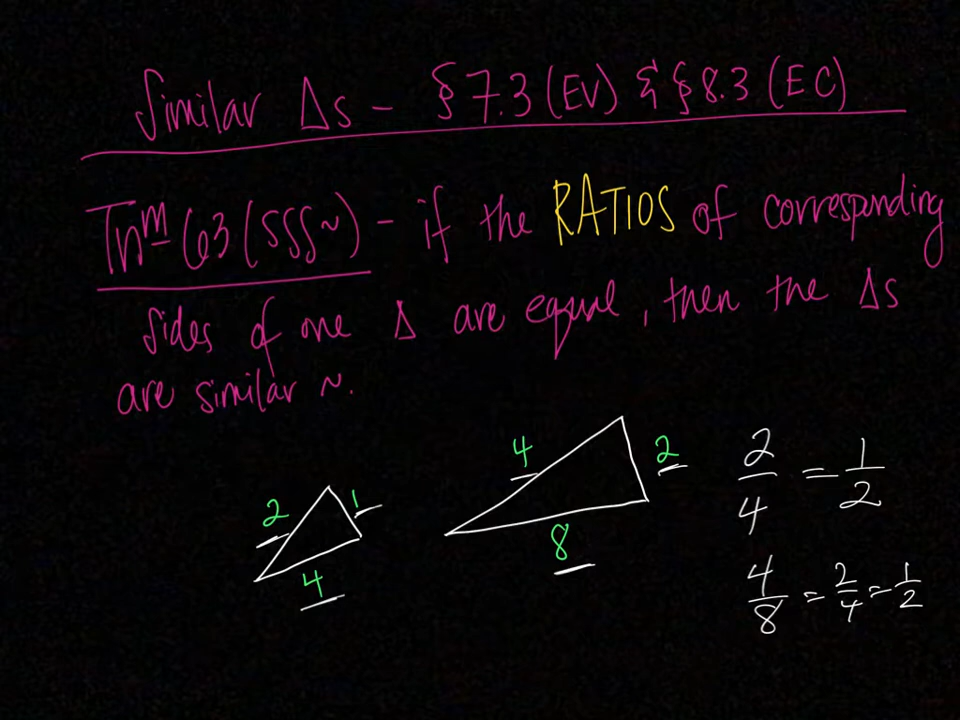 Similar Δs - § 7.3 (EV) & § 8.3 (EC)
Thm 63 (SSS~) - if the RATIOS of corresponding
sides of one Δ are equal, then the Δs
are similar ~.
2 1 4
4 2 8
2/4 = 1/2
4/8 = 2/4 = 1/2